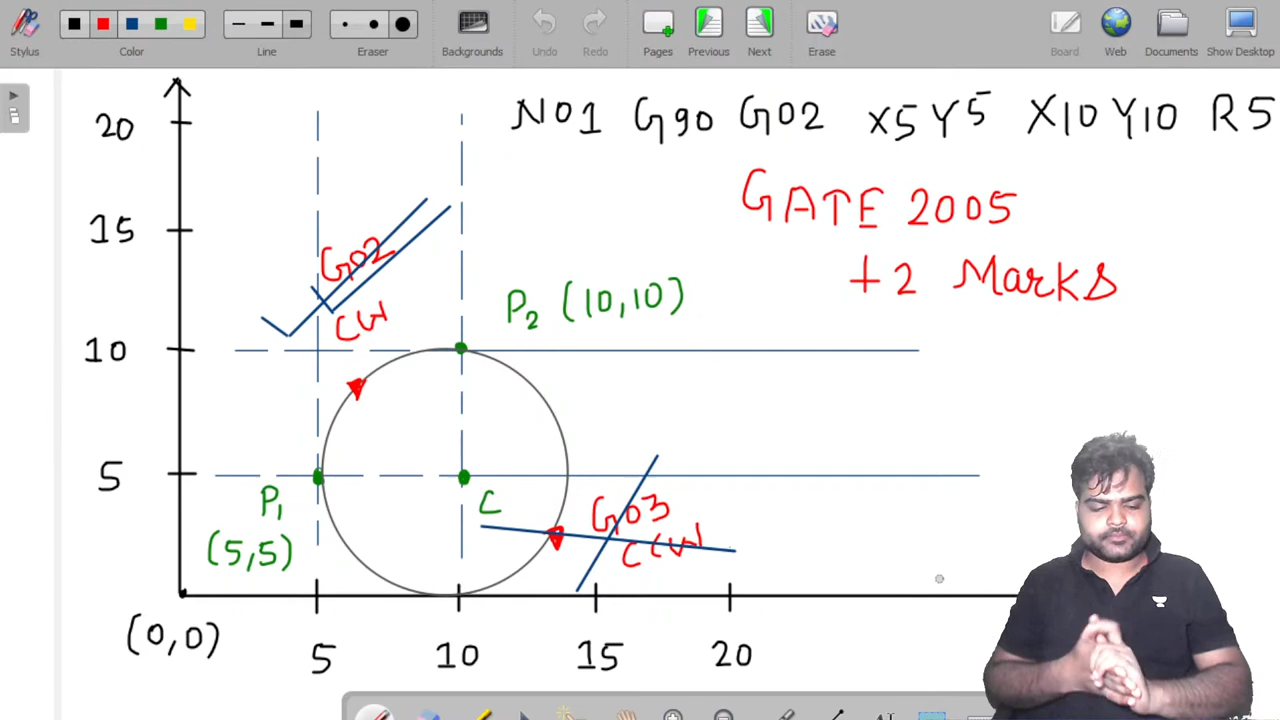 Stylus
Color
Line
Eraser
Backgrounds
Undo
Redo
Pages
Previous
Next
Erase
Board
Web
Documents
Show Desktop
N01 G90 G02 X5Y5 X10Y10 R5
GATE 2005
+2 Marks
20
15
10
5
G02
CW
P2 (10,10)
P1
(5,5)
C
G03
CCW
(0,0)
5 10 15 20